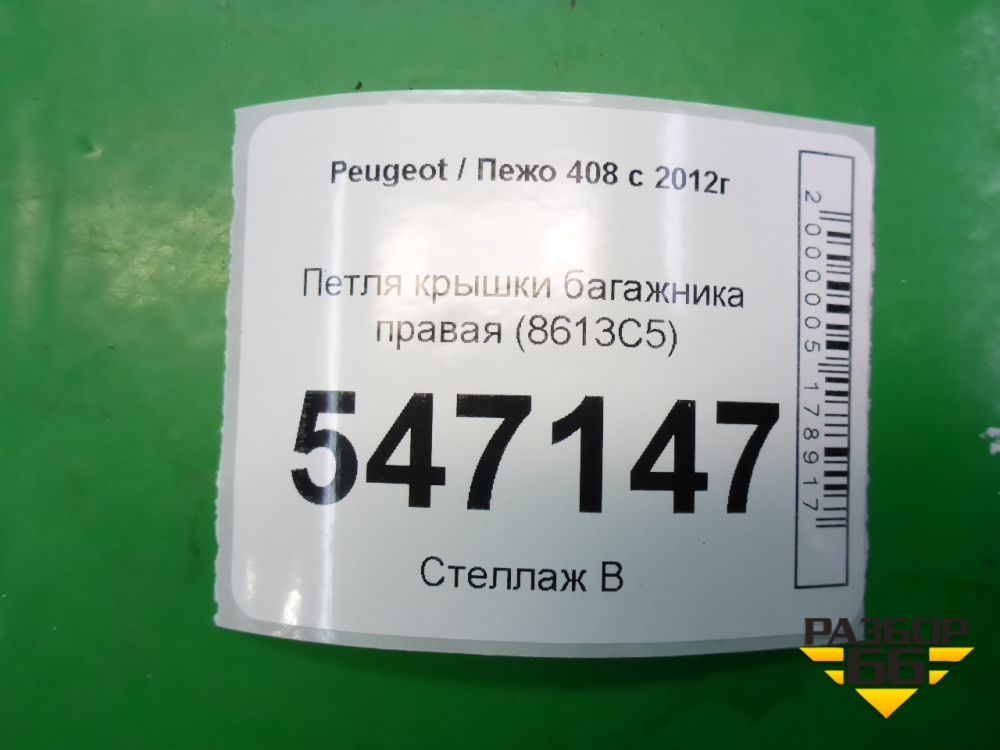 Peugeot / Пежо 408 с 2012г
Петля крышки багажника
правая (8613C5)
547147
Стеллаж В
2000005178917
РАЗБОР
66